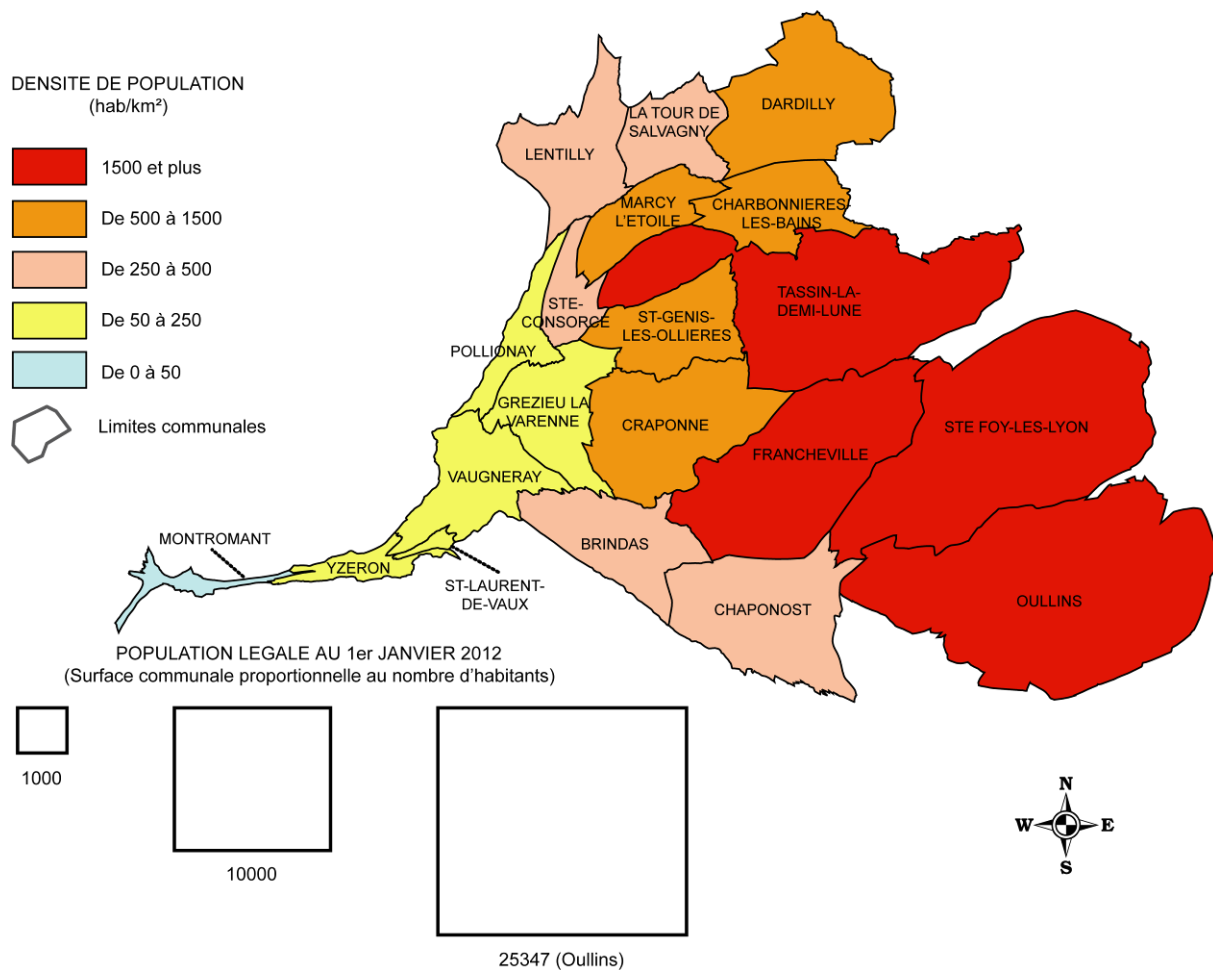 DENSITE DE POPULATION
(hab/km²)
1500 et plus
De 500 à 1500
De 250 à 500
De 50 à 250
De 0 à 50
Limites communales
DARDILLY
LA TOUR DE
SALVAGNY
LENTILLY
MARCY
L'ETOILE
CHARBONNIERES-
LES-BAINS
TASSIN-LA-
DEMI-LUNE
STE-
CONSORCE
ST-GENIS-
LES-OLLIERES
POLLIONAY
GREZIEU LA
VARENNE
CRAPONNE
STE FOY-LES-LYON
FRANCHEVILLE
VAUGNERAY
MONTROMANT
BRINDAS
YZERON
ST-LAURENT-
DE-VAUX
CHAPONOST
OULLINS
POPULATION LEGALE AU 1er JANVIER 2012
(Surface communale proportionnelle au nombre d'habitants)
1000
10000
25347 (Oullins)
N
W E
S